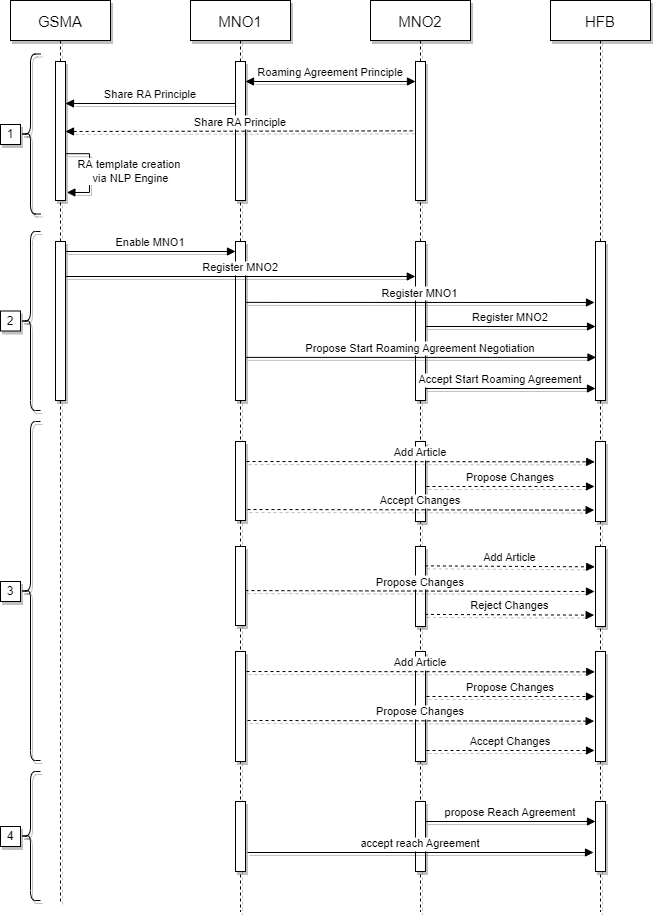 GSMA
MNO1
MNO2
HFB
1
Roaming Agreement Principle
Share RA Principle
Share RA Principle
RA template creation
via NLP Engine
2
Enable MNO1
Register MNO2
Register MNO1
Register MNO2
Propose Start Roaming Agreement Negotiation
Accept Start Roaming Agreement
3
Add Article
Propose Changes
Accept Changes
Add Article
Propose Changes
Reject Changes
Add Article
Propose Changes
Propose Changes
Accept Changes
4
propose Reach Agreement
accept reach Agreement